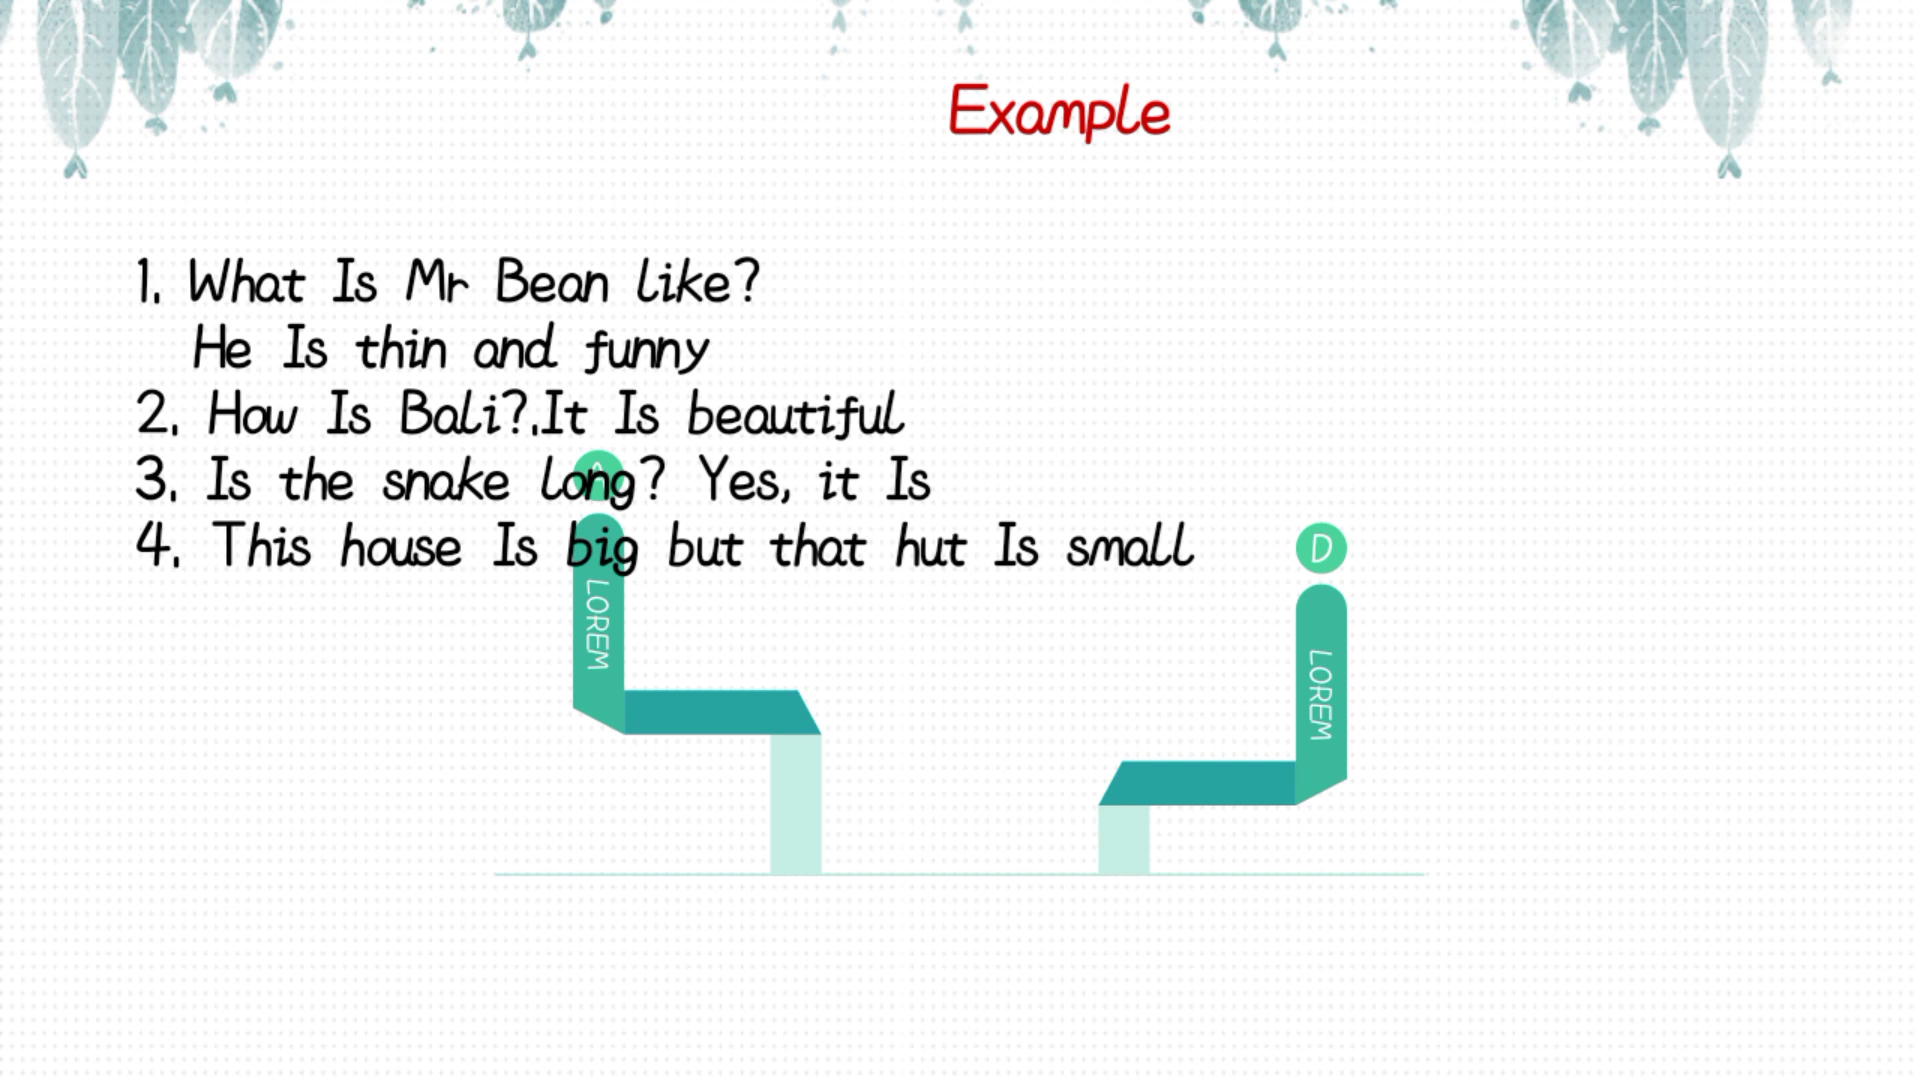 Example
1. What Is Mr Bean like?
He Is thin and funny
2. How Is Bali?.It Is beautiful
3. Is the snake long? Yes, it Is
4. This house Is big but that hut Is small
A
LOREM
D
LOREM